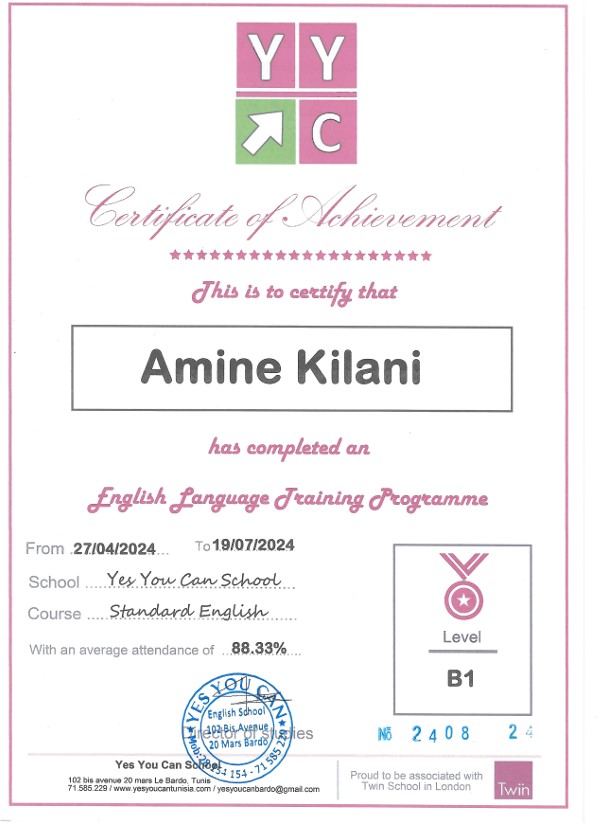 Y Y
C
Certificate of Achievement
This is to certify that
Amine Kilani
has completed an
English Language Training Programme
From 27/04/2024 To 19/07/2024
School Yes You Can School
Course Standard English
With an average attendance of 88.33%
Level
B1
YES YOU CAN
English School
102 Bis Avenue
20 Mars Bardo
154 - 71 585 229
Director of Studies
№ 2408 24
Yes You Can School
102 bis avenue 20 mars Le Bardo, Tunis
71.585.229 / www.yesyoucantunisia.com / yesyoucanbardo@gmail.com
Proud to be associated with
Twin School in London
Twin